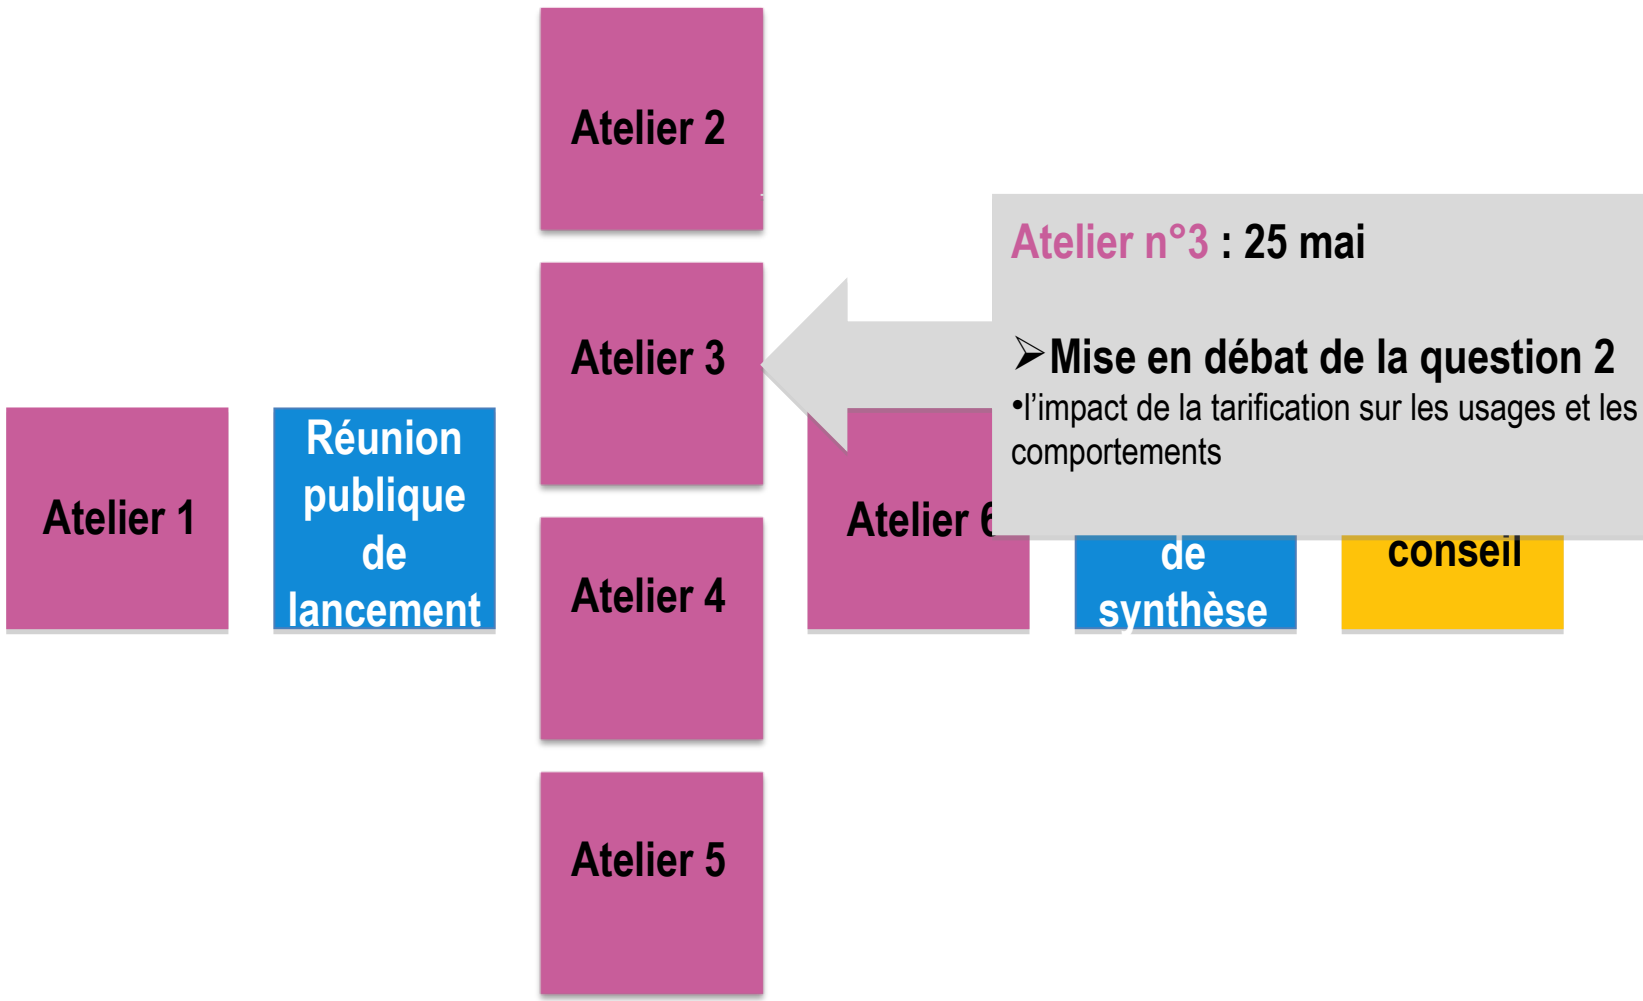 Atelier 1
Réunion
publique
de
lancement
Atelier 2
Atelier 3
Atelier 4
Atelier 5
Atelier 6
de
synthèse
conseil
Atelier n°3 : 25 mai
➢Mise en débat de la question 2
•l’impact de la tarification sur les usages et les
comportements